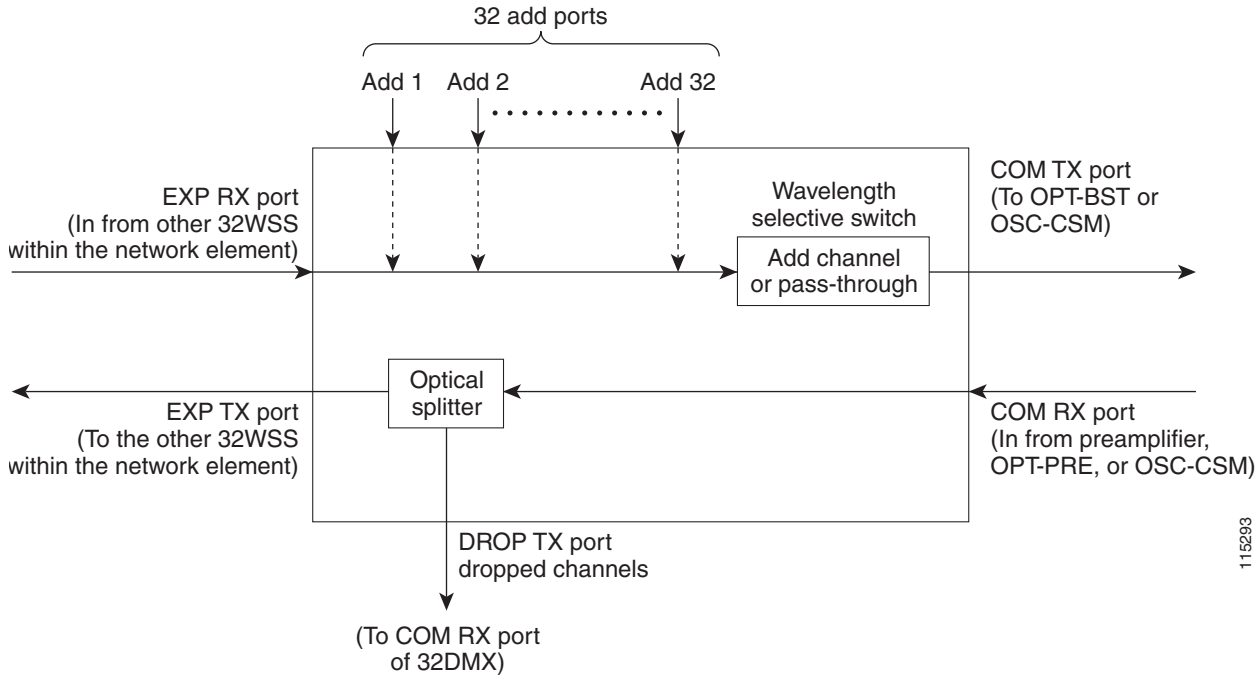 32 add ports
Add 1
Add 2
Add 32
EXP RX port
(In from other 32WSS
within the network element)
Wavelength
selective switch
Add channel
or pass-through
COM TX port
(To OPT-BST or
OSC-CSM)
Optical
splitter
EXP TX port
(To the other 32WSS
within the network element)
COM RX port
(In from preamplifier,
OPT-PRE, or OSC-CSM)
DROP TX port
dropped channels
(To COM RX port
of 32DMX)
115293